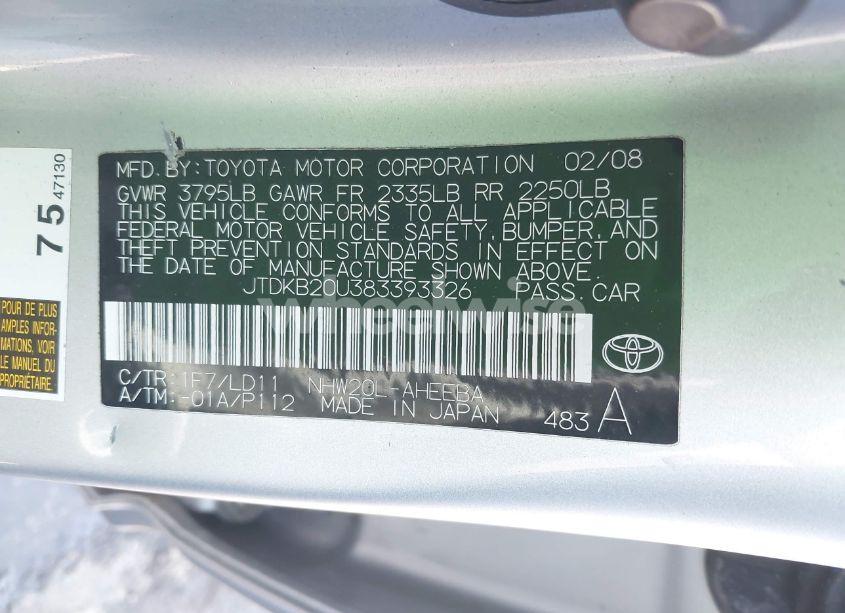 MFD.BY:TOYOTA MOTOR CORPORATION 02/08
GVWR 3795LB GAWR FR 2335LB RR 2250LB
THIS VEHICLE CONFORMS TO ALL APPLICABLE
FEDERAL MOTOR VEHICLE SAFETY, BUMPER, AND
THEFT PREVENTION STANDARDS IN EFFECT ON
THE DATE OF MANUFACTURE SHOWN ABOVE.
JTDKB20U383393326 PASS.CAR
C/TR:1F7/LD11 NHW20L-AHEEBA
A/TM:-01A/P112 MADE IN JAPAN
483 A
75
47130
POUR DE PLUS
AMPLES INFOR-
MATIONS, VOIR
LE MANUEL DU
PROPRIÉTAIRE
wheelwise